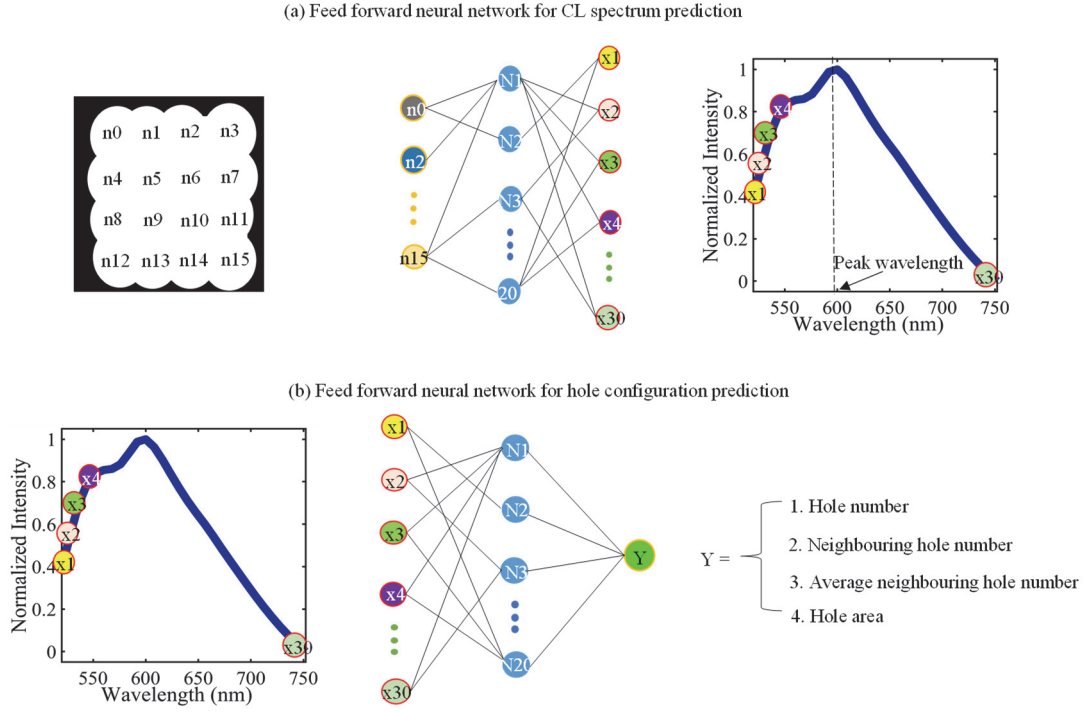 (a) Feed forward neural network for CL spectrum prediction
n0 n1 n2 n3
n4 n5 n6 n7
n8 n9 n10 n11
n12 n13 n14 n15
n0
n2
n15
N1
N2
N3
20
x1
x2
x3
x4
x30
Normalized Intensity
1
0.8
0.6
0.4
0.2
0
x4
x3
x2
x1
x30
Peak wavelength
550 600 650 700 750
Wavelength (nm)
(b) Feed forward neural network for hole configuration prediction
Normalized Intensity
1
0.8
0.6
0.4
0.2
0
x4
x3
x2
x1
x30
550 600 650 700 750
Wavelength (nm)
x1
x2
x3
x4
x30
N1
N2
N3
N20
Y
Y =
1. Hole number
2. Neighbouring hole number
3. Average neighbouring hole number
4. Hole area